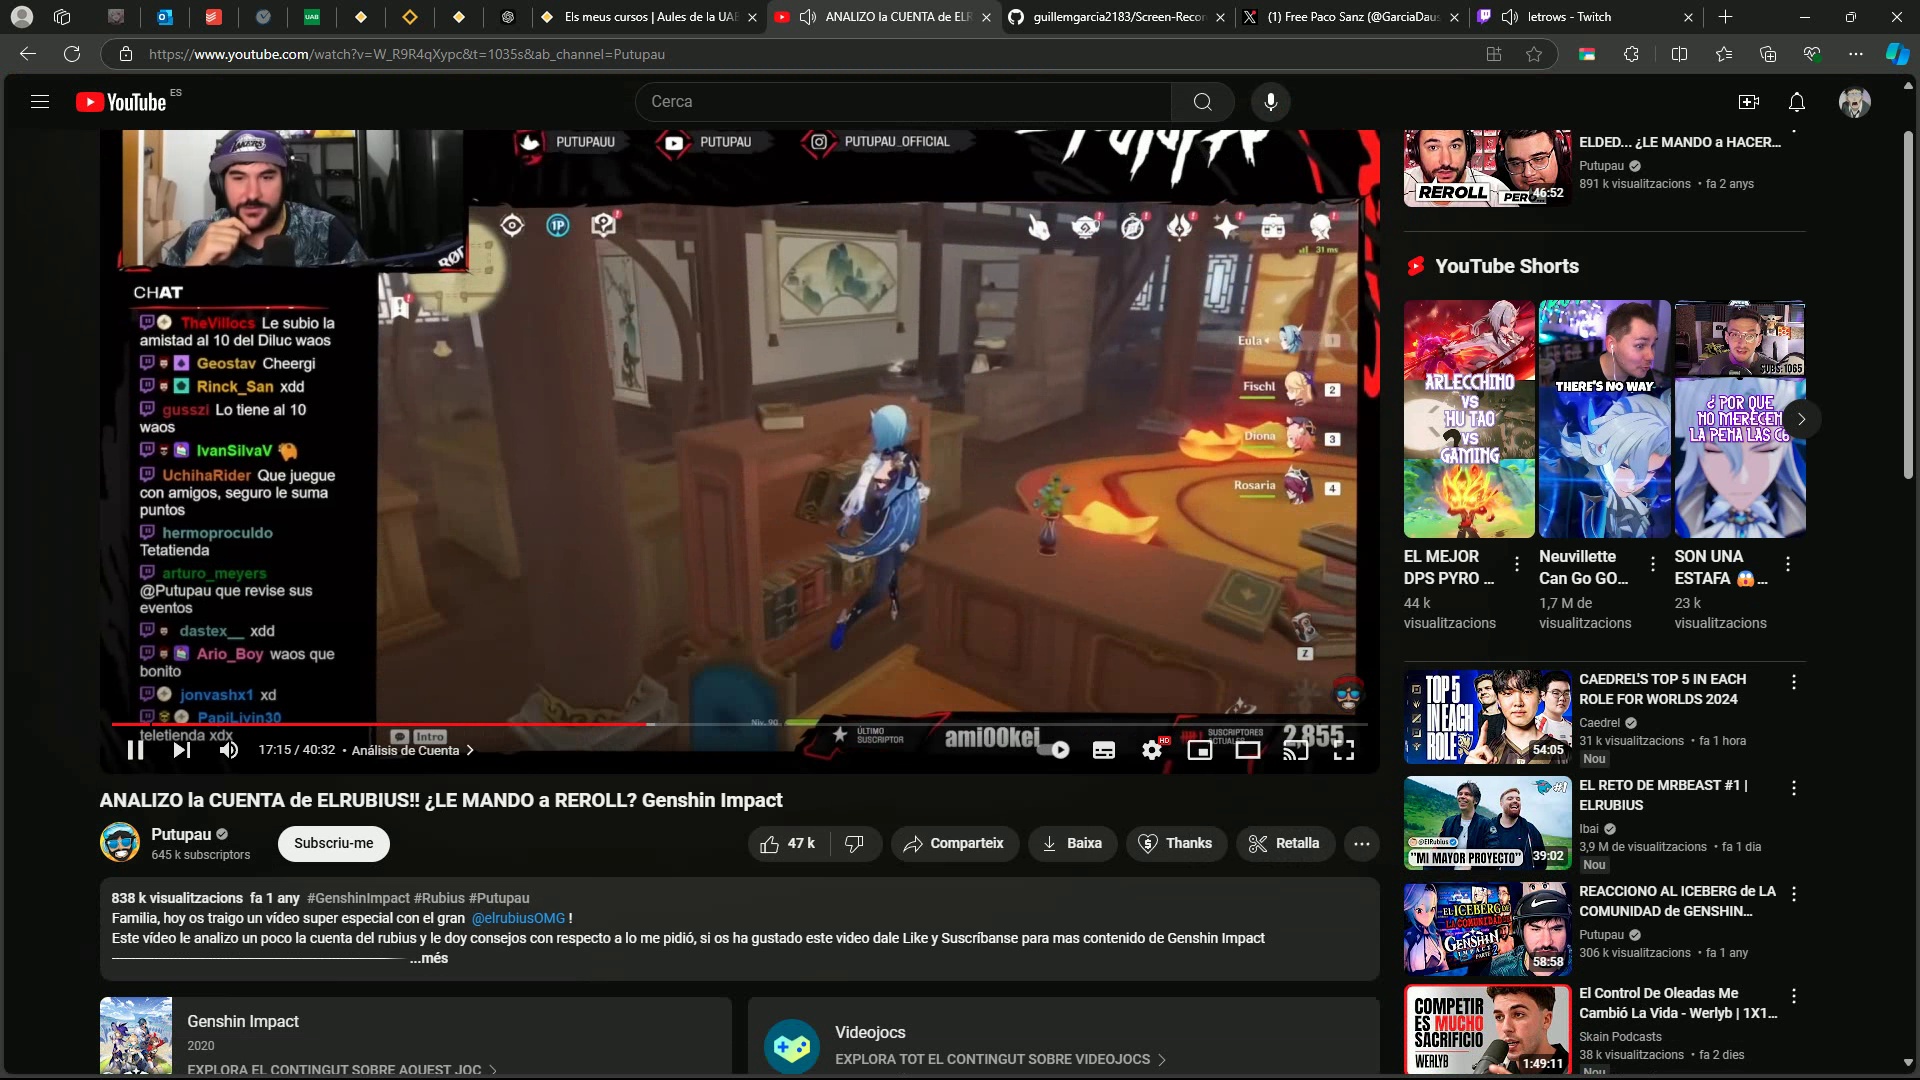 Els meus cursos | Aules de la UAB
ANALIZO la CUENTA de ELR
guillemgarcia2183/Screen-Recor
(1) Free Paco Sanz (@GarciaDaus
letrows - Twitch
https://www.youtube.com/watch?v=W_R9R4qXypc&t=1035s&ab_channel=Putupau
YouTube ES
Cerca
PUTUPAUU
PUTUPAU
PUTUPAU_OFFICIAL
CHAT
TheVillocs Le subio la
amistad al 10 del Diluc waos
Geostav Cheergi
Rinck_San xdd
gusszi Lo tiene al 10
waos
IvanSilvaV
UchihaRider Que juegue
con amigos, seguro le suma
puntos
hermoproculdo
Tetatienda
arturo_meyers
@Putupau que revise sus
eventos
dastex__ xdd
Ario_Boy waos que
bonito
jonvashx1 xd
PapiLivin30
teletienda xdx
1P
31 ms
Eula 1
Fischl 2
Diona 3
Rosaria 4
Z
Niv. 90
Intro
ÚLTIMO
SUSCRIPTOR
ami00kei
SUSCRIPTORES
ACTUALES
2,855
17:15 / 40:32 • Análisis de Cuenta
HD
ANALIZO la CUENTA de ELRUBIUS!! ¿LE MANDO a REROLL? Genshin Impact
Putupau
645 k subscriptors
Subscriu-me
47 k
Comparteix
Baixa
Thanks
Retalla
838 k visualitzacions fa 1 any #GenshinImpact #Rubius #Putupau
Familia, hoy os traigo un vídeo super especial con el gran @elrubiusOMG !
Este vídeo le analizo un poco la cuenta del rubius y le doy consejos con respecto a lo me pidió, si os ha gustado este video dale Like y Suscríbanse para mas contenido de Genshin Impact
...més
Genshin Impact
2020
EXPLORA EL CONTINGUT SOBRE AQUEST JOC
Videojocs
EXPLORA TOT EL CONTINGUT SOBRE VIDEOJOCS
REROLL
46:52
ELDED... ¿LE MANDO a HACER...
Putupau
891 k visualitzacions • fa 2 anys
YouTube Shorts
ARLECCHINO
VS
HU TAO
VS
GAMING
THERE'S NO WAY
SUBS: 1065
¿POR QUE
NO MERECEN
LA PENA LAS C6
EL MEJOR
DPS PYRO ...
44 k
visualitzacions
Neuvillette
Can Go GO...
1,7 M de
visualitzacions
SON UNA
ESTAFA 😱...
23 k
visualitzacions
TOP 5
IN EACH
ROLE
54:05
CAEDREL'S TOP 5 IN EACH
ROLE FOR WORLDS 2024
Caedrel
31 k visualitzacions • fa 1 hora
Nou
#1
@ElRubius
"MI MAYOR PROYECTO"
39:02
EL RETO DE MRBEAST #1 |
ELRUBIUS
Ibai
3,9 M de visualitzacions • fa 1 dia
Nou
EL ICEBERG DE
LA COMUNIDAD de
GENSHIN
PARTE 2
58:58
REACCIONO AL ICEBERG de LA
COMUNIDAD de GENSHIN...
Putupau
306 k visualitzacions • fa 1 any
COMPETIR
ES MUCHO
SACRIFICIO
WERLYB
1:49:11
El Control De Oleadas Me
Cambió La Vida - Werlyb | 1X1...
Skain Podcasts
38 k visualitzacions • fa 2 dies
Nou